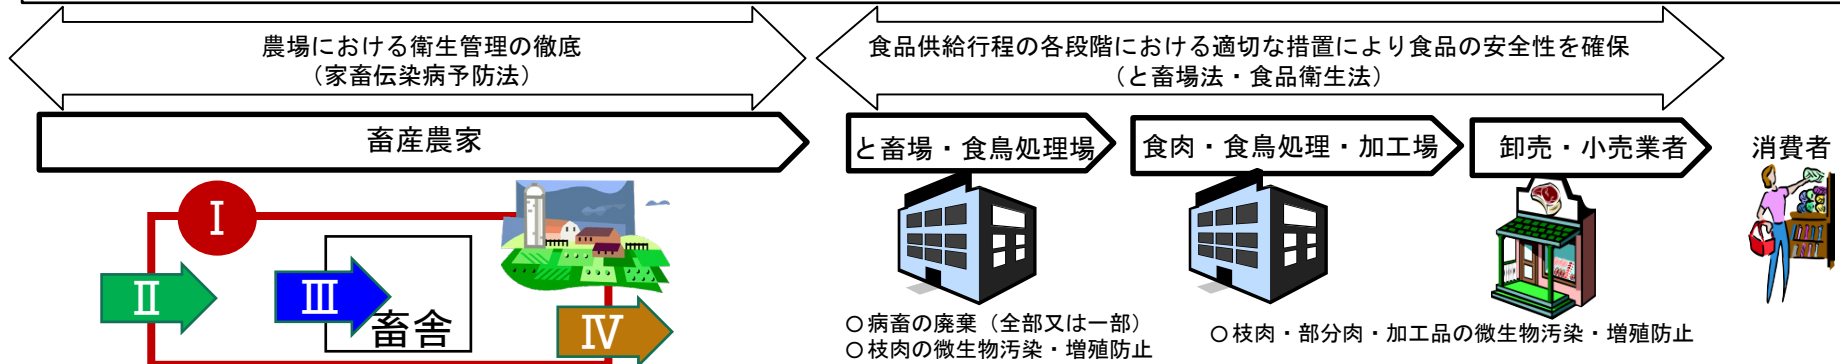 農場における衛生管理の徹底
（家畜伝染病予防法）
食品供給行程の各段階における適切な措置により食品の安全性を確保
（と畜場法・食品衛生法）
畜産農家
と畜場・食鳥処理場
食肉・食鳥処理・加工場
卸売・小売業者
消費者
Ⅰ
Ⅱ
Ⅲ
畜舎
Ⅳ
○病畜の廃棄（全部又は一部）
○枝肉の微生物汚染・増殖防止
○枝肉・部分肉・加工品の微生物汚染・増殖防止